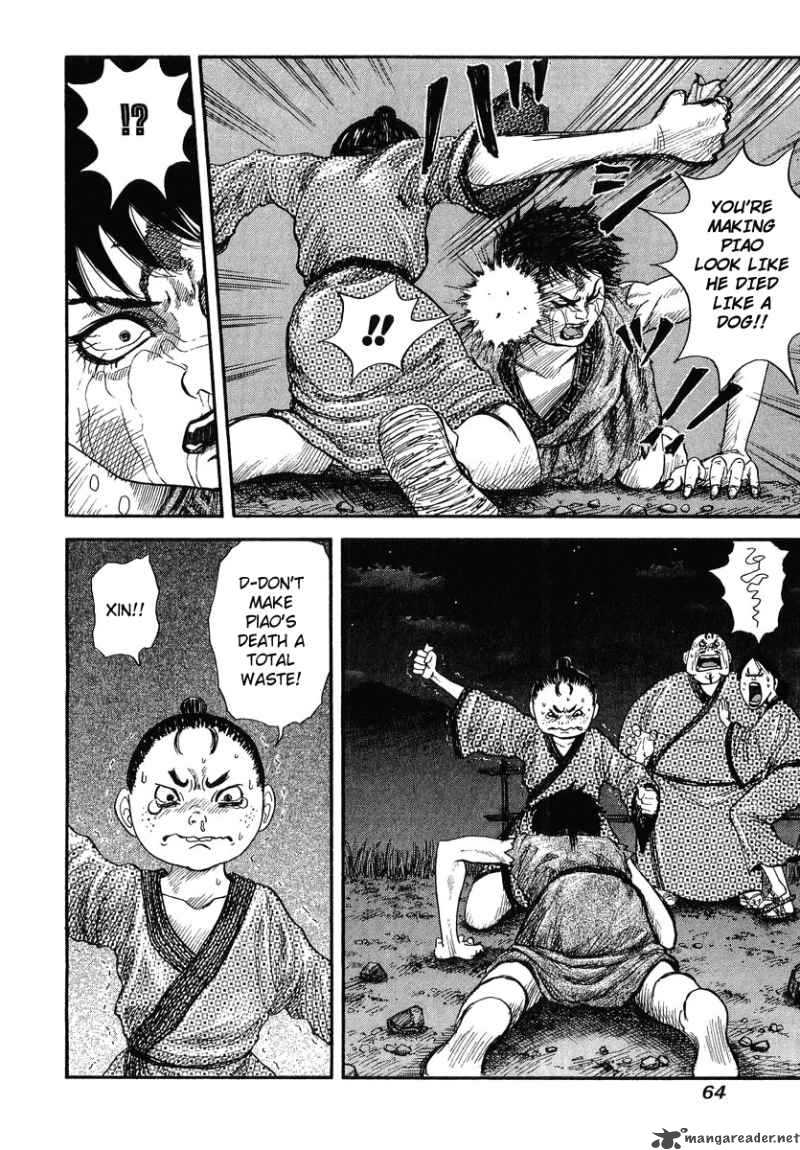 YOU'RE
MAKING
PIAO
LOOK LIKE
HE DIED
LIKE A
DOG!!
!!
!?
D-DON'T
MAKE
PIAO'S
DEATH A
TOTAL
WASTE!
XIN!!
64
mangareader.net